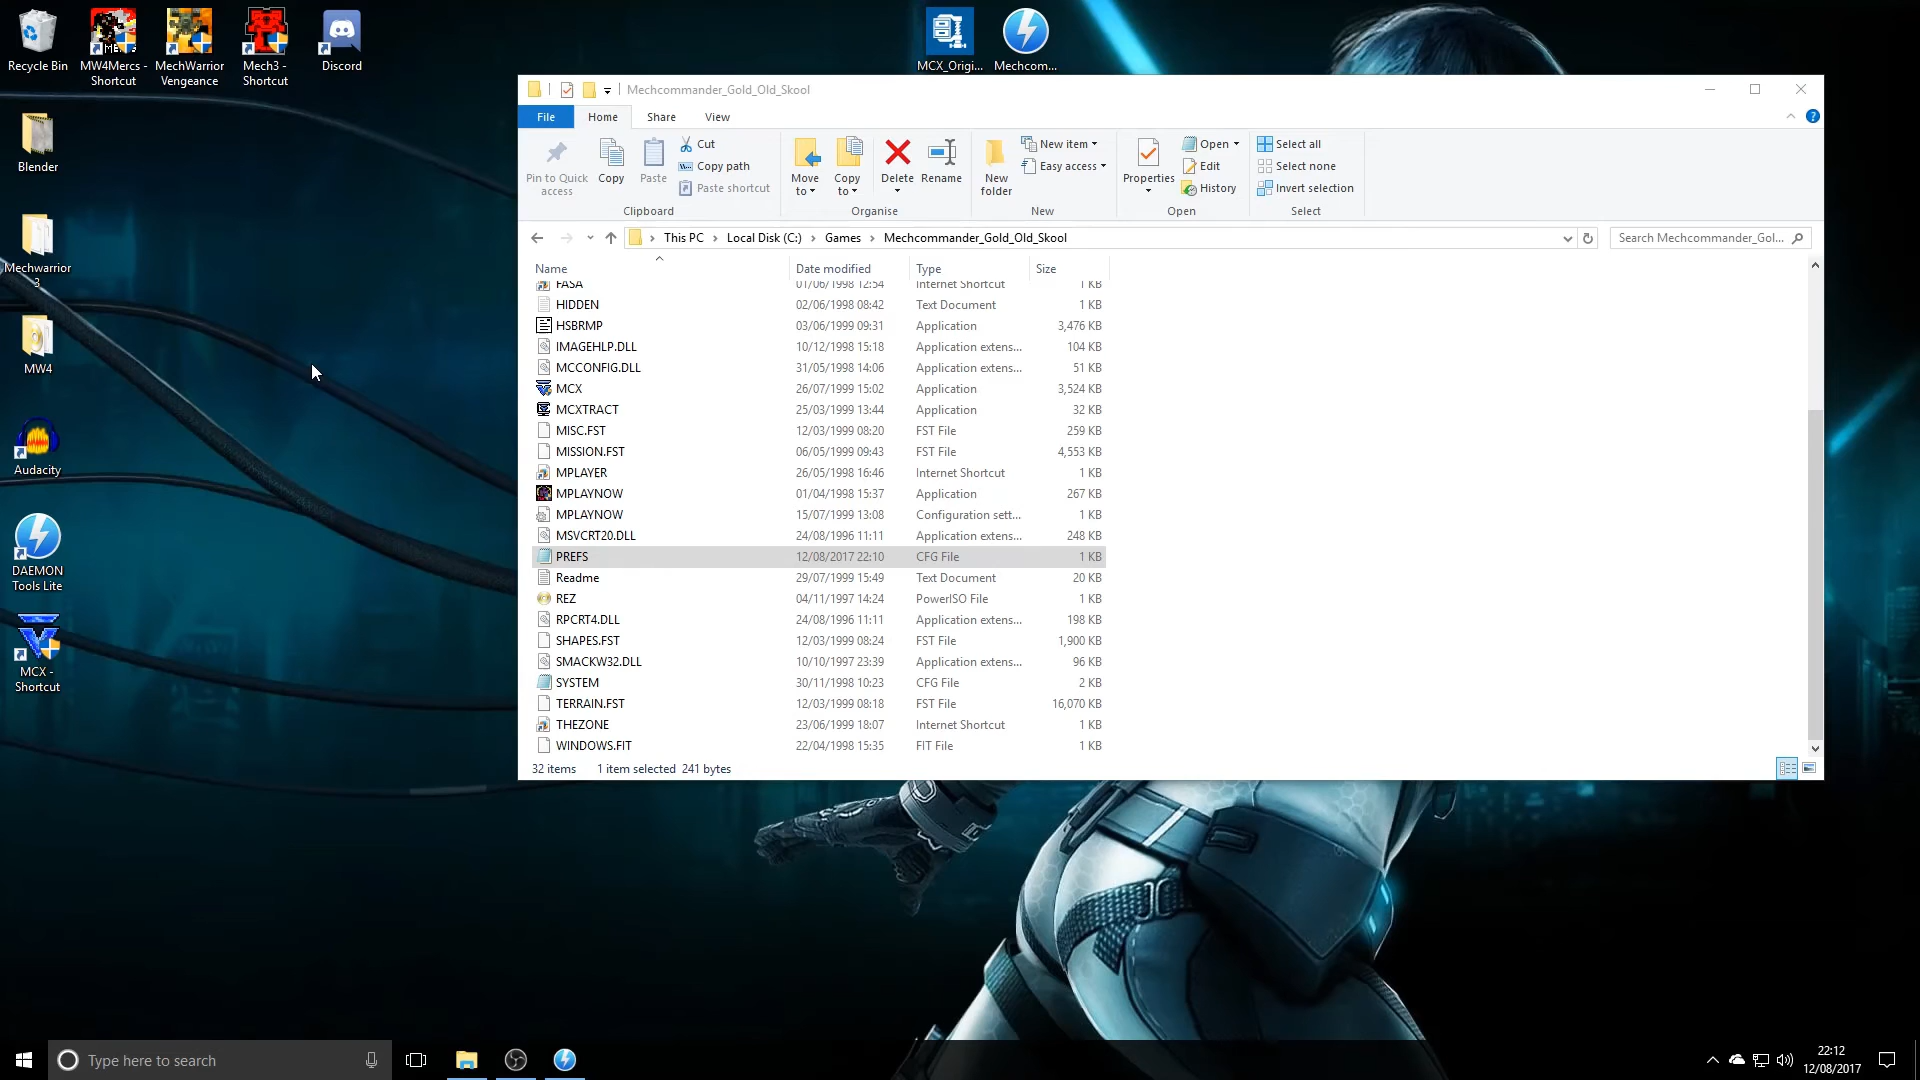 Recycle Bin
MW4Mercs - Shortcut
MechWarrior Vengeance
Mech3 - Shortcut
Discord
MCX_Origi...
Mechcom...
Blender
Mechwarrior 3
MW4
Audacity
DAEMON Tools Lite
MCX - Shortcut
Mechcommander_Gold_Old_Skool
File Home Share View
Pin to Quick access
Copy
Paste
Cut
Copy path
Paste shortcut
Clipboard
Move to
Copy to
Delete
Rename
Organise
New folder
New item
Easy access
New
Properties
Open
Edit
History
Open
Select all
Select none
Invert selection
Select
This PC Local Disk (C:) Games Mechcommander_Gold_Old_Skool
Search Mechcommander_Gol...
Name Date modified Type Size
FASA 01/06/1998 12:54 Internet Shortcut 1 KB
HIDDEN 02/06/1998 08:42 Text Document 1 KB
HSBRMP 03/06/1999 09:31 Application 3,476 KB
IMAGEHLP.DLL 10/12/1998 15:18 Application extens... 104 KB
MCCONFIG.DLL 31/05/1998 14:06 Application extens... 51 KB
MCX 26/07/1999 15:02 Application 3,524 KB
MCXTRACT 25/03/1999 13:44 Application 32 KB
MISC.FST 12/03/1999 08:20 FST File 259 KB
MISSION.FST 06/05/1999 09:43 FST File 4,553 KB
MPLAYER 26/05/1998 16:46 Internet Shortcut 1 KB
MPLAYNOW 01/04/1998 15:37 Application 267 KB
MPLAYNOW 15/07/1999 13:08 Configuration sett... 1 KB
MSVCRT20.DLL 24/08/1996 11:11 Application extens... 248 KB
PREFS 12/08/2017 22:10 CFG File 1 KB
Readme 29/07/1999 15:49 Text Document 20 KB
REZ 04/11/1997 14:24 PowerISO File 1 KB
RPCRT4.DLL 24/08/1996 11:11 Application extens... 198 KB
SHAPES.FST 12/03/1999 08:24 FST File 1,900 KB
SMACKW32.DLL 10/10/1997 23:39 Application extens... 96 KB
SYSTEM 30/11/1998 10:23 CFG File 2 KB
TERRAIN.FST 12/03/1999 08:18 FST File 16,070 KB
THEZONE 23/06/1999 18:07 Internet Shortcut 1 KB
WINDOWS.FIT 22/04/1998 15:35 FIT File 1 KB
32 items 1 item selected 241 bytes
Type here to search
22:12
12/08/2017